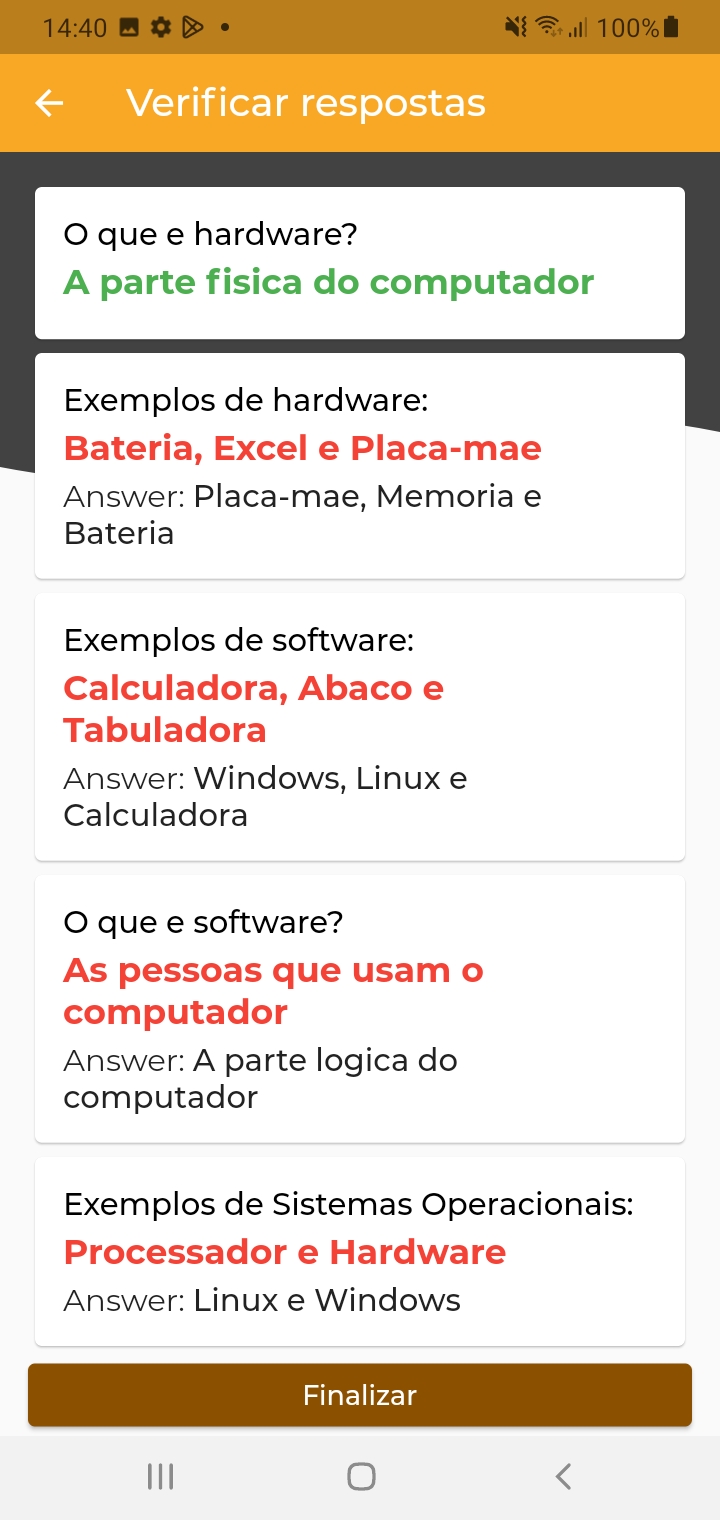 14:40
100%
Verificar respostas
O que e hardware?
A parte fisica do computador
Exemplos de hardware:
Bateria, Excel e Placa-mae
Answer: Placa-mae, Memoria e
Bateria
Exemplos de software:
Calculadora, Abaco e
Tabuladora
Answer: Windows, Linux e
Calculadora
O que e software?
As pessoas que usam o
computador
Answer: A parte logica do
computador
Exemplos de Sistemas Operacionais:
Processador e Hardware
Answer: Linux e Windows
Finalizar